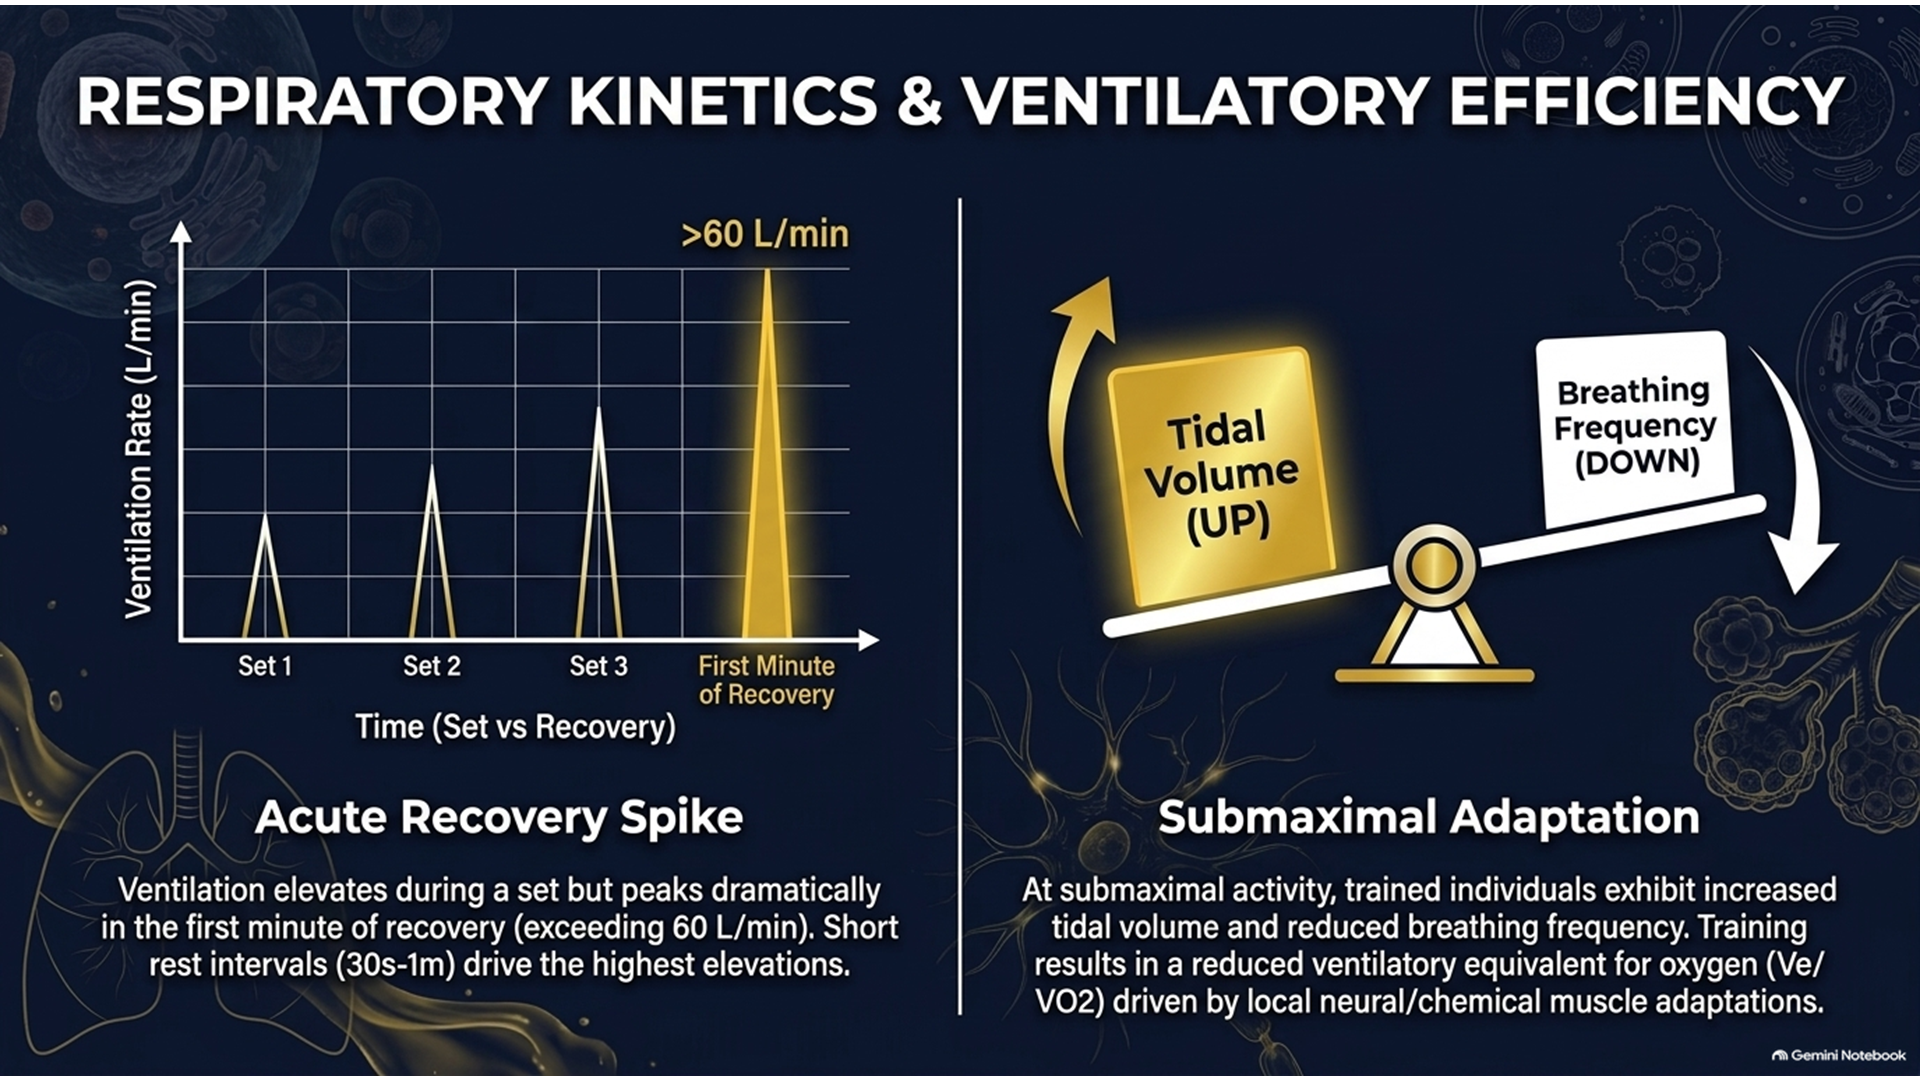 RESPIRATORY KINETICS & VENTILATORY EFFICIENCY
>60 L/min
Ventilation Rate (L/min)
Set 1
Set 2
Set 3
First Minute
of Recovery
Time (Set vs Recovery)
Acute Recovery Spike
Ventilation elevates during a set but peaks dramatically
in the first minute of recovery (exceeding 60 L/min). Short
rest intervals (30s-1m) drive the highest elevations.
Tidal
Volume
(UP)
Breathing
Frequency
(DOWN)
Submaximal Adaptation
At submaximal activity, trained individuals exhibit increased
tidal volume and reduced breathing frequency. Training
results in a reduced ventilatory equivalent for oxygen (Ve/
VO2) driven by local neural/chemical muscle adaptations.
Gemini Notebook